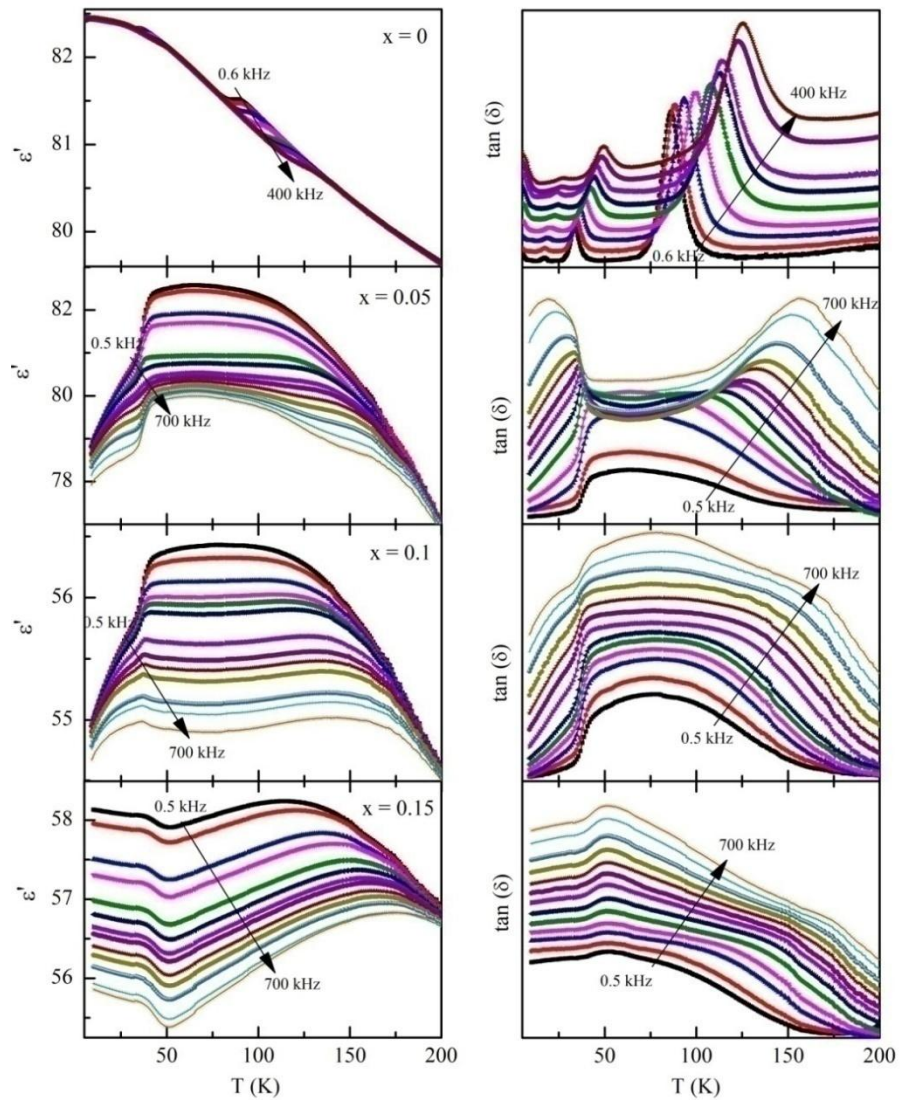 x = 0
82
81
80
ε'
0.6 kHz
400 kHz
tan (δ)
400 kHz
0.6 kHz
x = 0.05
82
80
78
ε'
0.5 kHz
700 kHz
tan (δ)
700 kHz
0.5 kHz
x = 0.1
56
55
ε'
0.5 kHz
700 kHz
tan (δ)
700 kHz
0.5 kHz
x = 0.15
58
57
56
ε'
0.5 kHz
700 kHz
50 100 150 200
T (K)
tan (δ)
700 kHz
0.5 kHz
50 100 150 200
T (K)